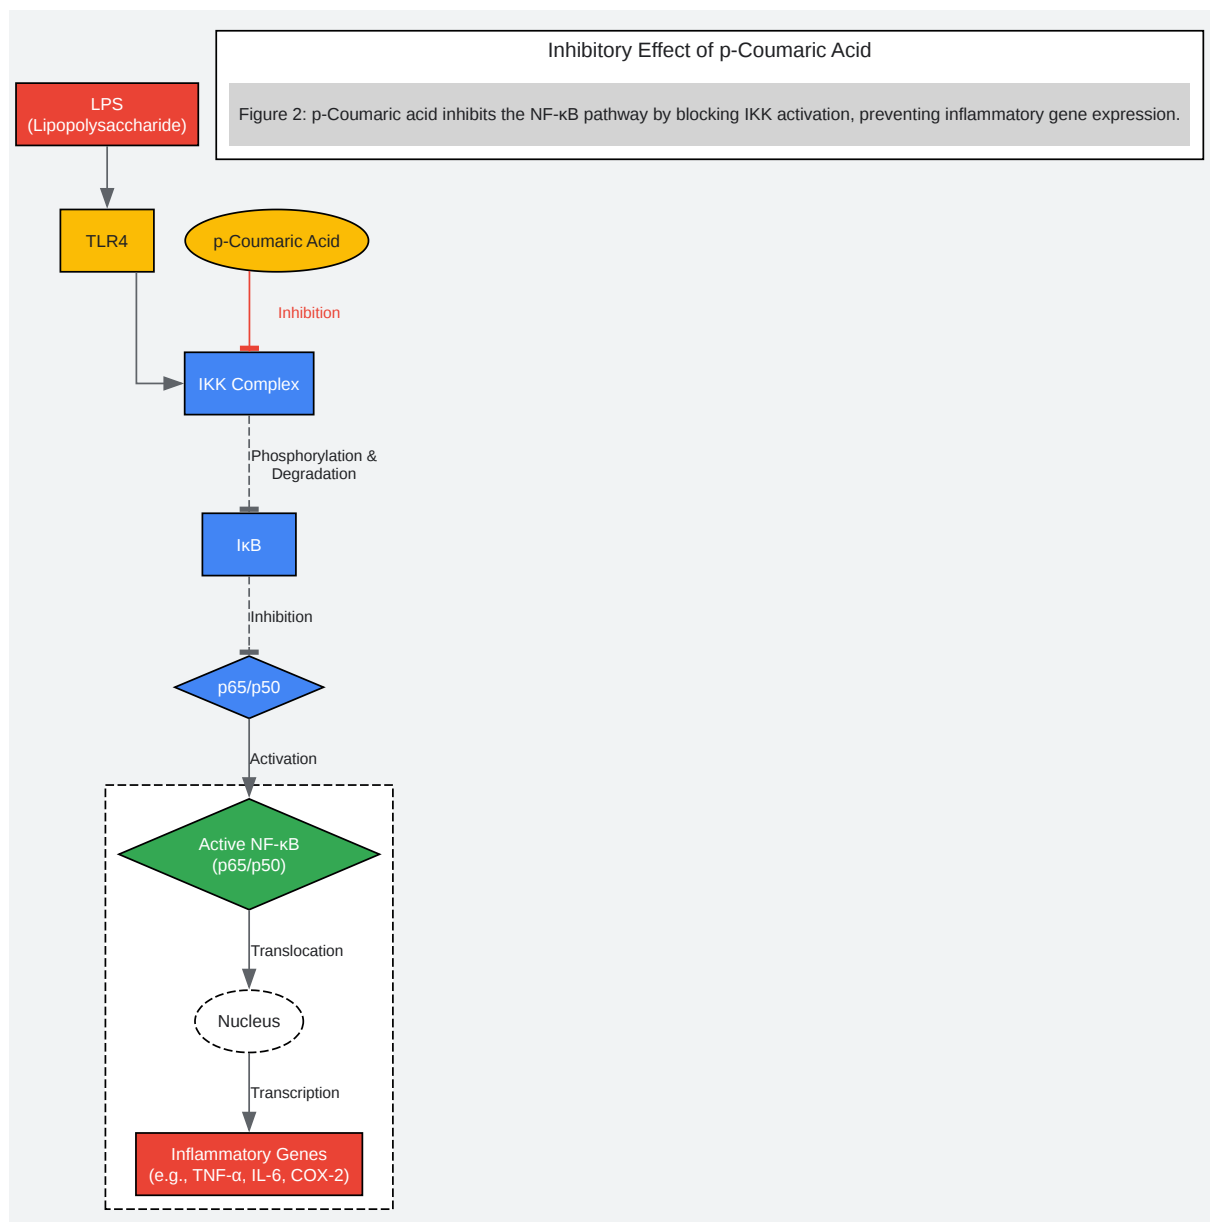 Inhibitory Effect of p-Coumaric Acid
Figure 2: p-Coumaric acid inhibits the NF-κB pathway by blocking IKK activation, preventing inflammatory gene expression.
LPS
(Lipopolysaccharide)
TLR4
p-Coumaric Acid
Inhibition
IKK Complex
Phosphorylation &
Degradation
IκB
Inhibition
p65/p50
Activation
Active NF-κB
(p65/p50)
Translocation
Nucleus
Transcription
Inflammatory Genes
(e.g., TNF-α, IL-6, COX-2)